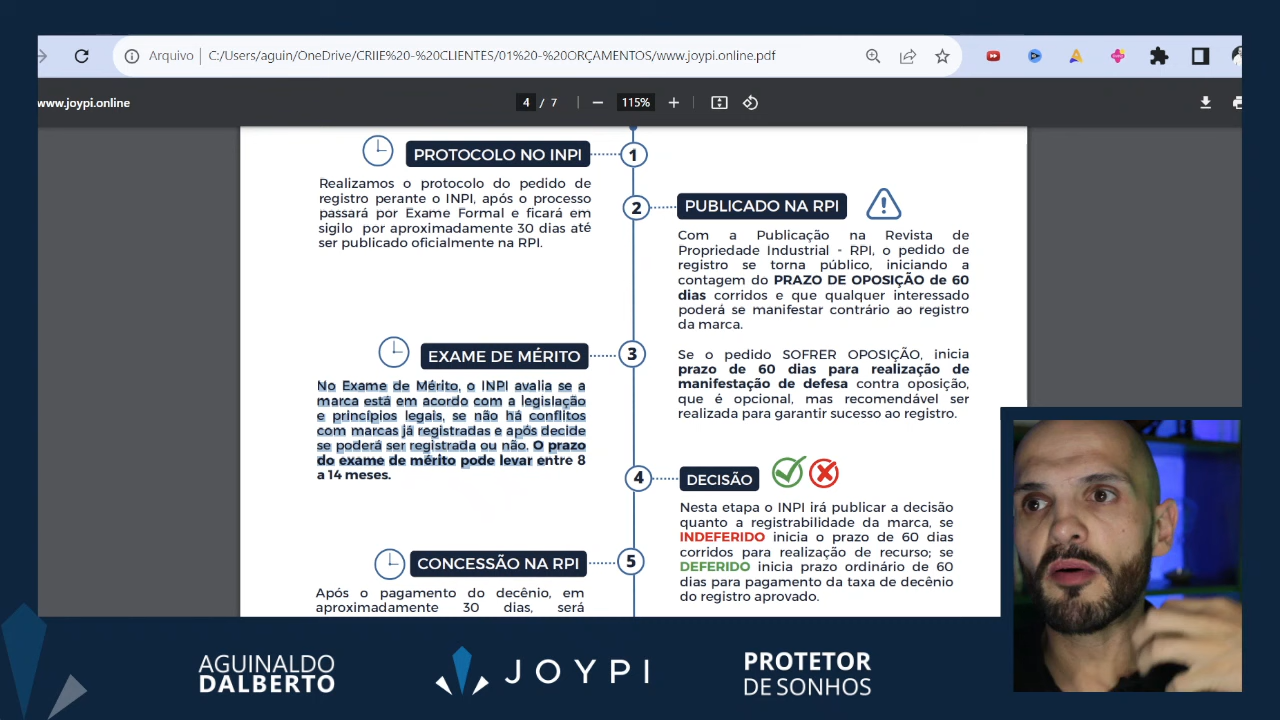 Arquivo
C:/Users/aguin/OneDrive/CRIIE%20-%20CLIENTES/01%20-%20ORÇAMENTOS/www.joypi.online.pdf
www.joypi.online
4 / 7
115%
PROTOCOLO NO INPI
1
Realizamos o protocolo do pedido de
registro perante o INPI, após o processo
passará por Exame Formal e ficará em
sigilo por aproximadamente 30 dias até
ser publicado oficialmente na RPI.
2
PUBLICADO NA RPI
Com a Publicação na Revista de
Propriedade Industrial - RPI, o pedido de
registro se torna público, iniciando a
contagem do PRAZO DE OPOSIÇÃO de 60
dias corridos e que qualquer interessado
poderá se manifestar contrário ao registro
da marca.
Se o pedido SOFRER OPOSIÇÃO, inicia
prazo de 60 dias para realização de
manifestação de defesa contra oposição,
que é opcional, mas recomendável ser
realizada para garantir sucesso ao registro.
EXAME DE MÉRITO
3
No Exame de Mérito, o INPI avalia se a
marca está em acordo com a legislação
e princípios legais, se não há conflitos
com marcas já registradas e após decide
se poderá ser registrada ou não. O prazo
do exame de mérito pode levar entre 8
a 14 meses.
4
DECISÃO
Nesta etapa o INPI irá publicar a decisão
quanto a registrabilidade da marca, se
INDEFERIDO inicia o prazo de 60 dias
corridos para realização de recurso; se
DEFERIDO inicia prazo ordinário de 60
dias para pagamento da taxa de decênio
do registro aprovado.
CONCESSÃO NA RPI
5
Após o pagamento do decênio, em
aproximadamente 30 dias, será
AGUINALDO
DALBERTO
JOYPI
PROTETOR
DE SONHOS